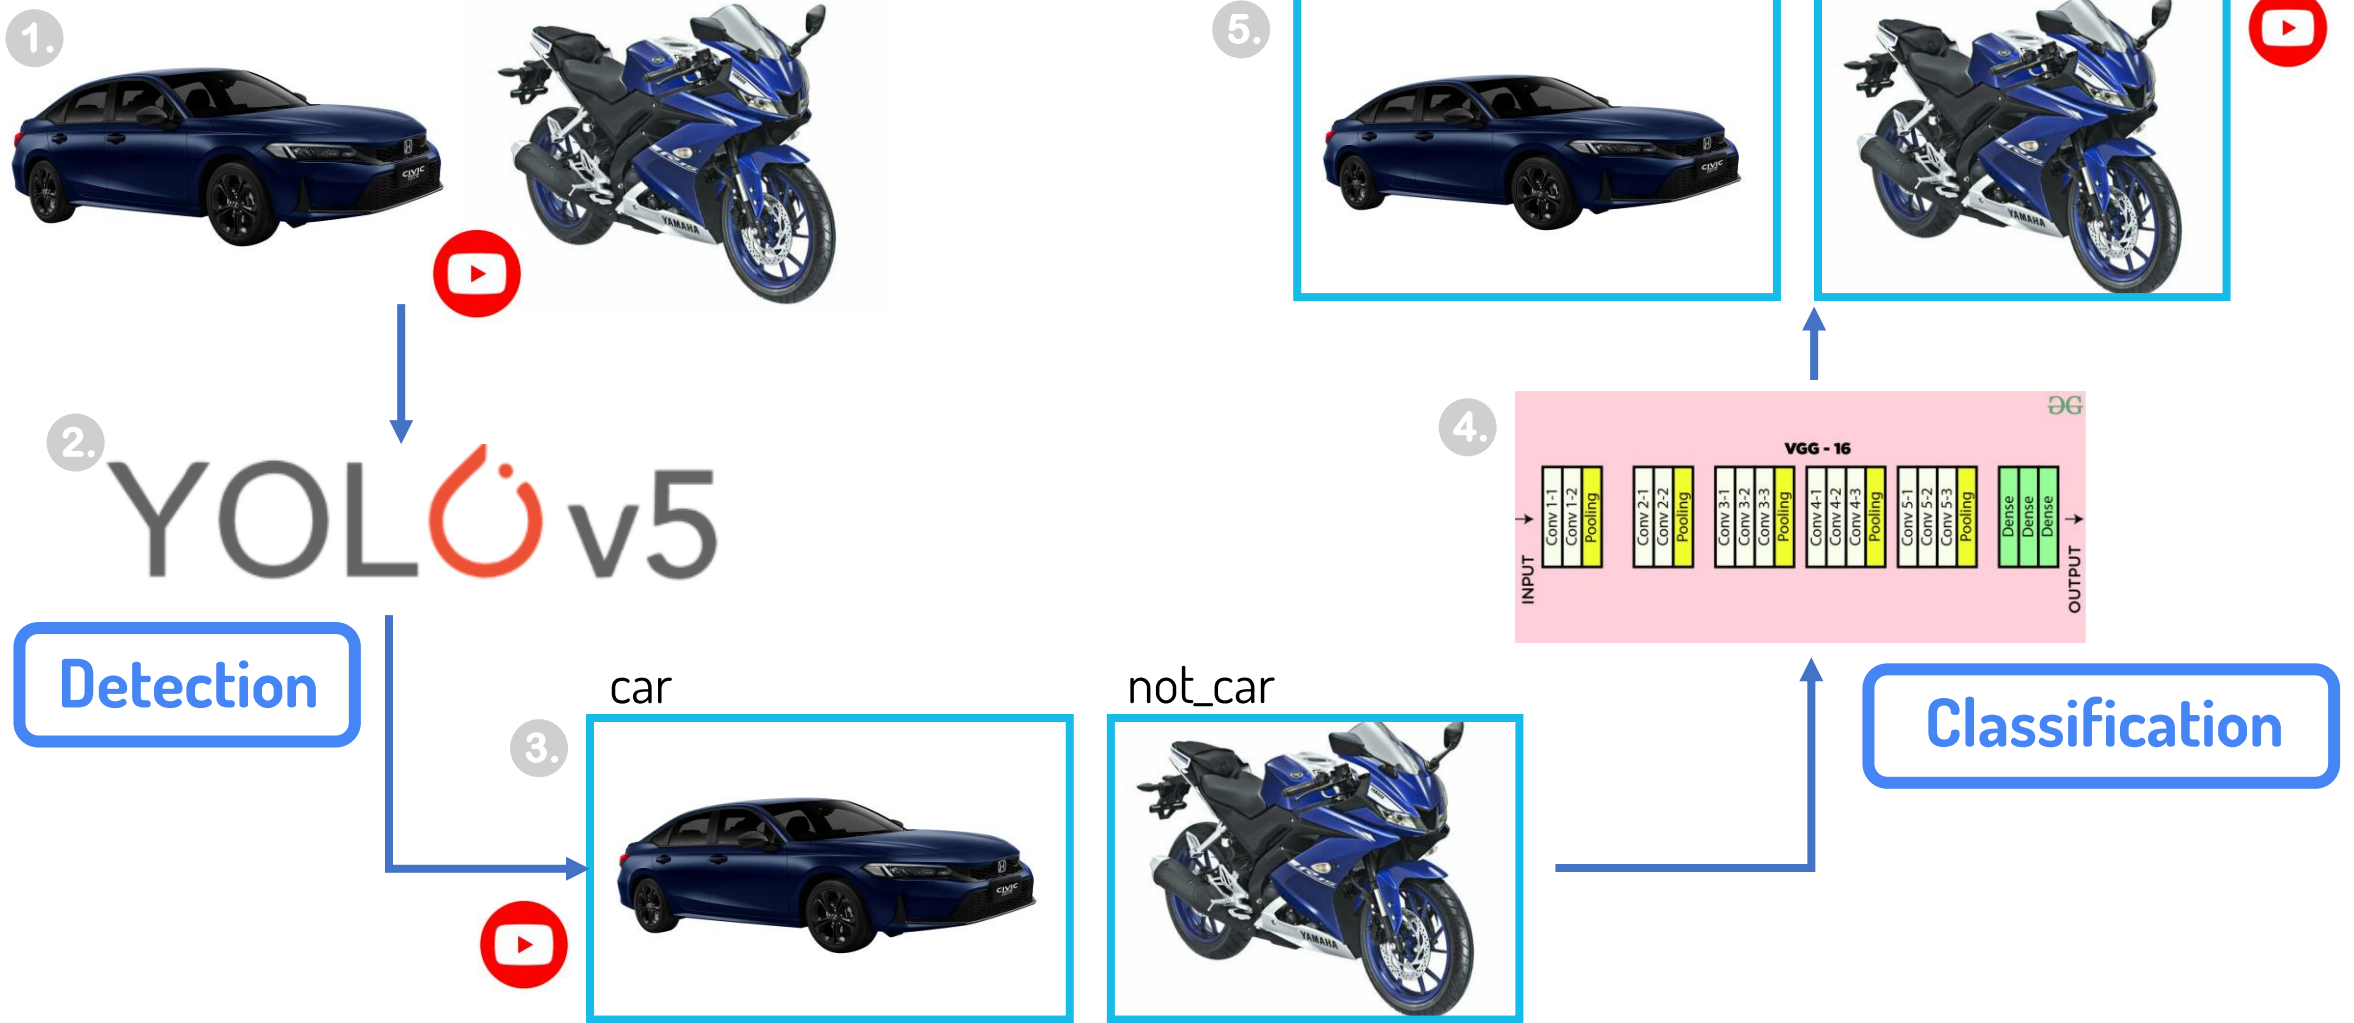 1.
CIVIC
YAMAHA
2.
YOLOv5
Detection
car
not_car
3.
CIVIC
YAMAHA
4.
VGG - 16
INPUT
Conv 1-1
Conv 1-2
Pooling
Conv 2-1
Conv 2-2
Pooling
Conv 3-1
Conv 3-2
Conv 3-3
Pooling
Conv 4-1
Conv 4-2
Conv 4-3
Pooling
Conv 5-1
Conv 5-2
Conv 5-3
Pooling
Dense
Dense
Dense
OUTPUT
Classification
5.
YAMAHA